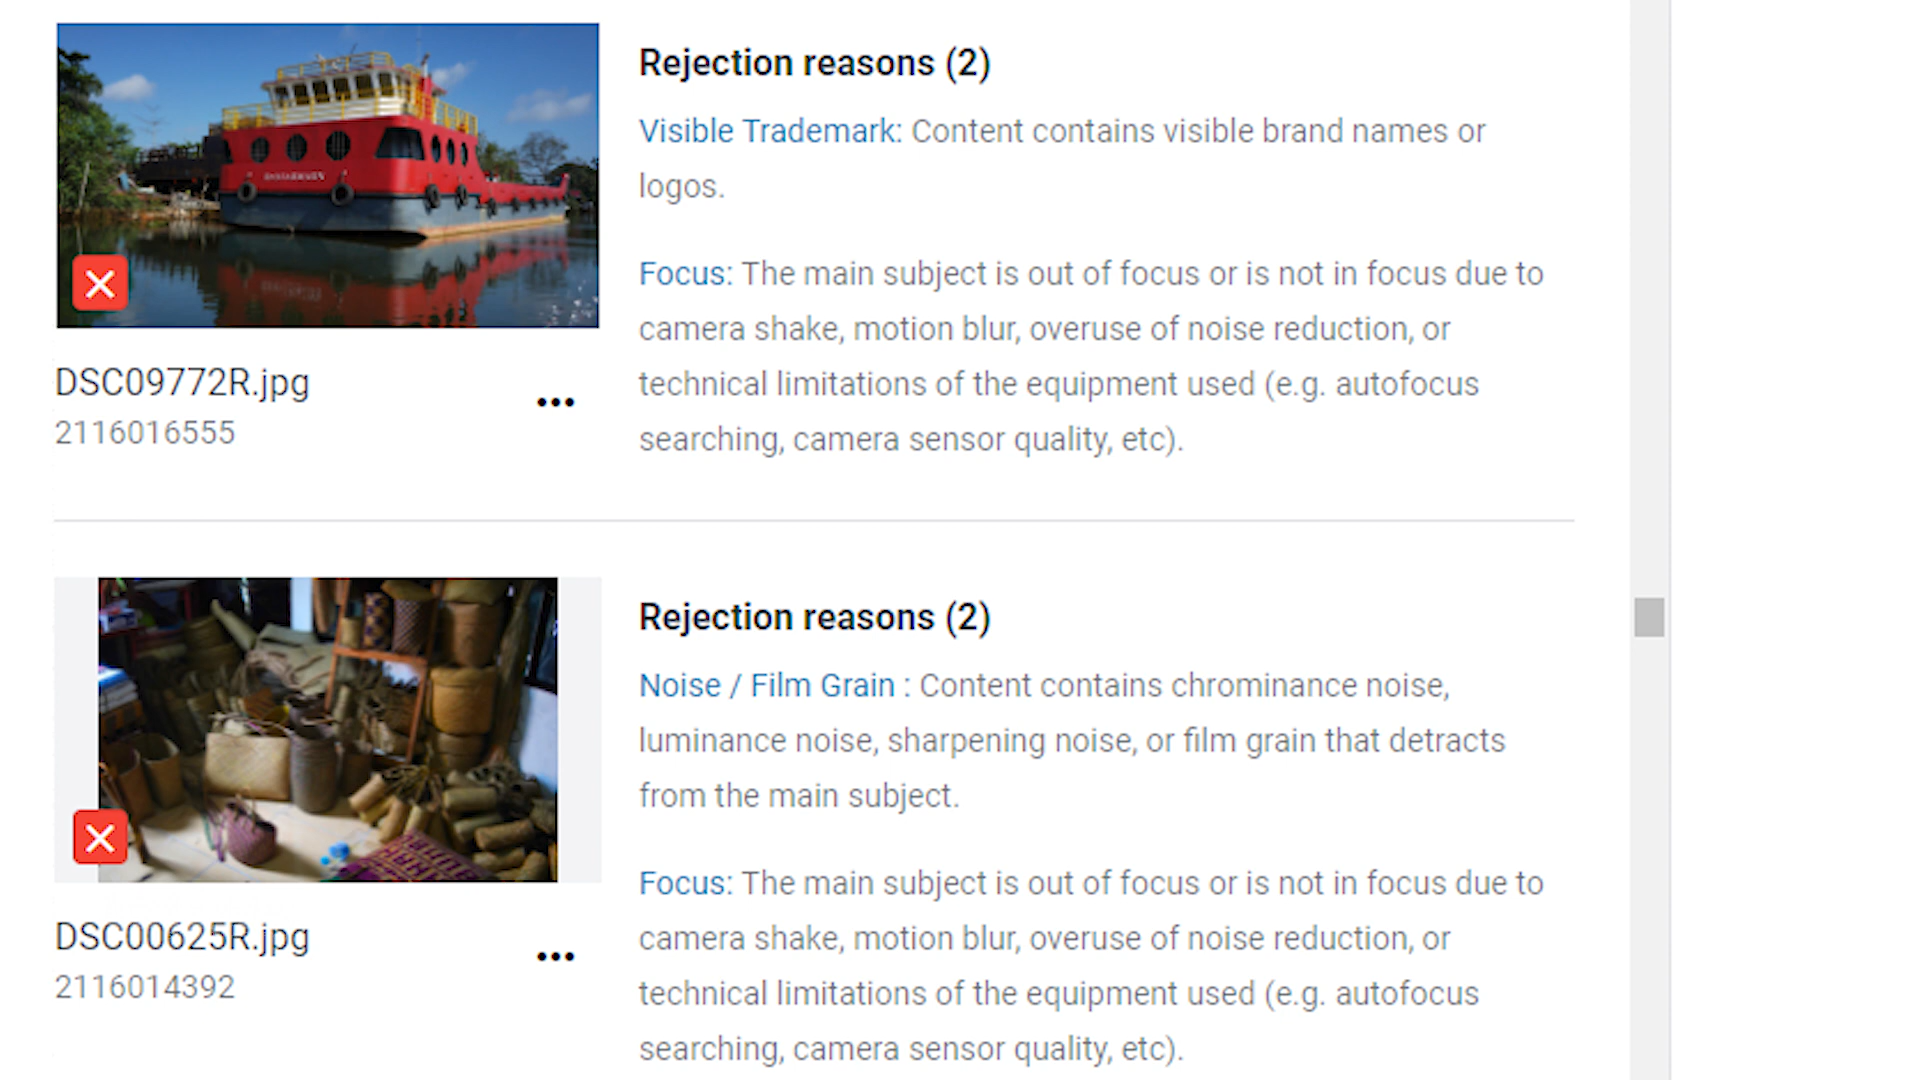 Rejection reasons (2)
Visible Trademark: Content contains visible brand names or
logos.
Focus: The main subject is out of focus or is not in focus due to
camera shake, motion blur, overuse of noise reduction, or
technical limitations of the equipment used (e.g. autofocus
searching, camera sensor quality, etc).
DSC09772R.jpg
2116016555
Rejection reasons (2)
Noise / Film Grain : Content contains chrominance noise,
luminance noise, sharpening noise, or film grain that detracts
from the main subject.
Focus: The main subject is out of focus or is not in focus due to
camera shake, motion blur, overuse of noise reduction, or
technical limitations of the equipment used (e.g. autofocus
searching, camera sensor quality, etc).
DSC00625R.jpg
2116014392